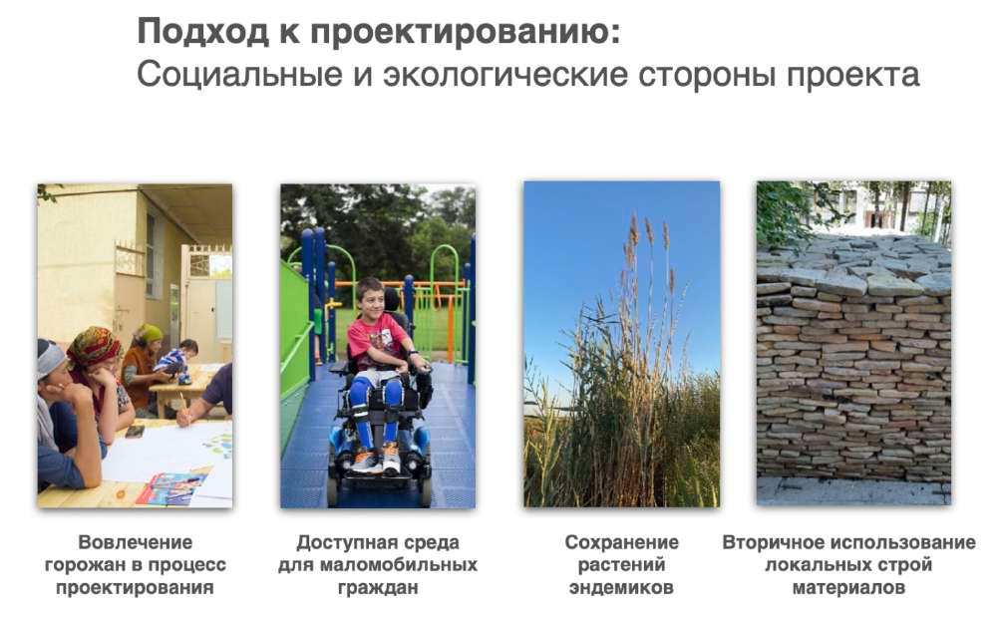 Подход к проектированию:
Социальные и экологические стороны проекта
Вовлечение
горожан в процесс
проектирования
Доступная среда
для маломобильных
граждан
Сохранение
растений
эндемиков
Вторичное использование
локальных строй
материалов